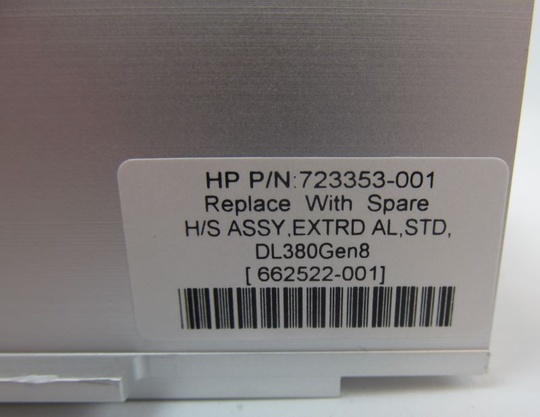 HP P/N:723353-001
Replace With Spare
H/S ASSY,EXTRD AL,STD,
DL380Gen8
[ 662522-001]